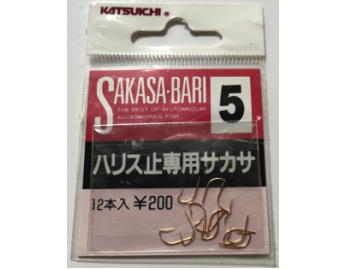 KATSUICHI
SAKASA・BARI 5
THE BEST OF AYUTOMOZURI
ACCESSORIES FOR
ハリス止専用サカサ
12本入 ¥200